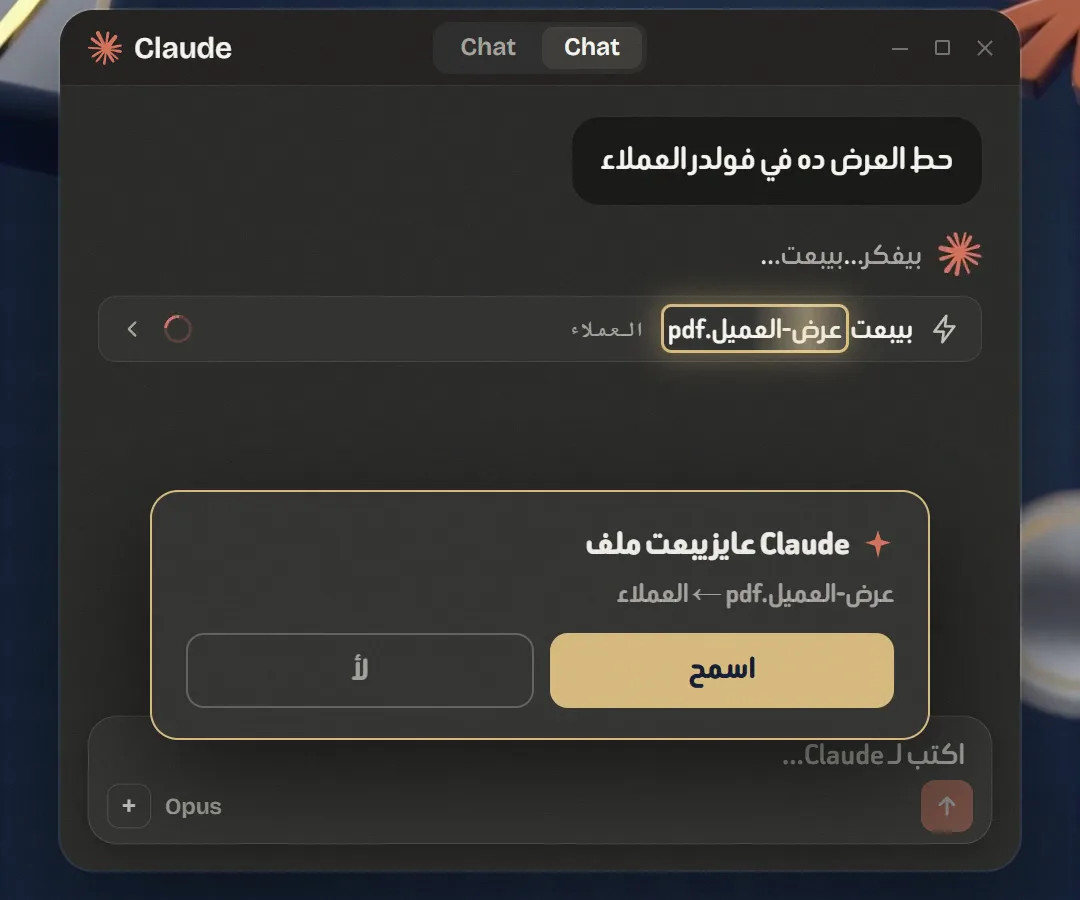 Claude
Chat Chat
حط العرض ده في فولدر العملاء
بيفكر...بيبعت...
بيبعت عرض-العميل.pdf العملاء
Claude عايز يبعت ملف
عرض-العميل.pdf ← العملاء
اسمح
لأ
اكتب لـ Claude...
+ Opus